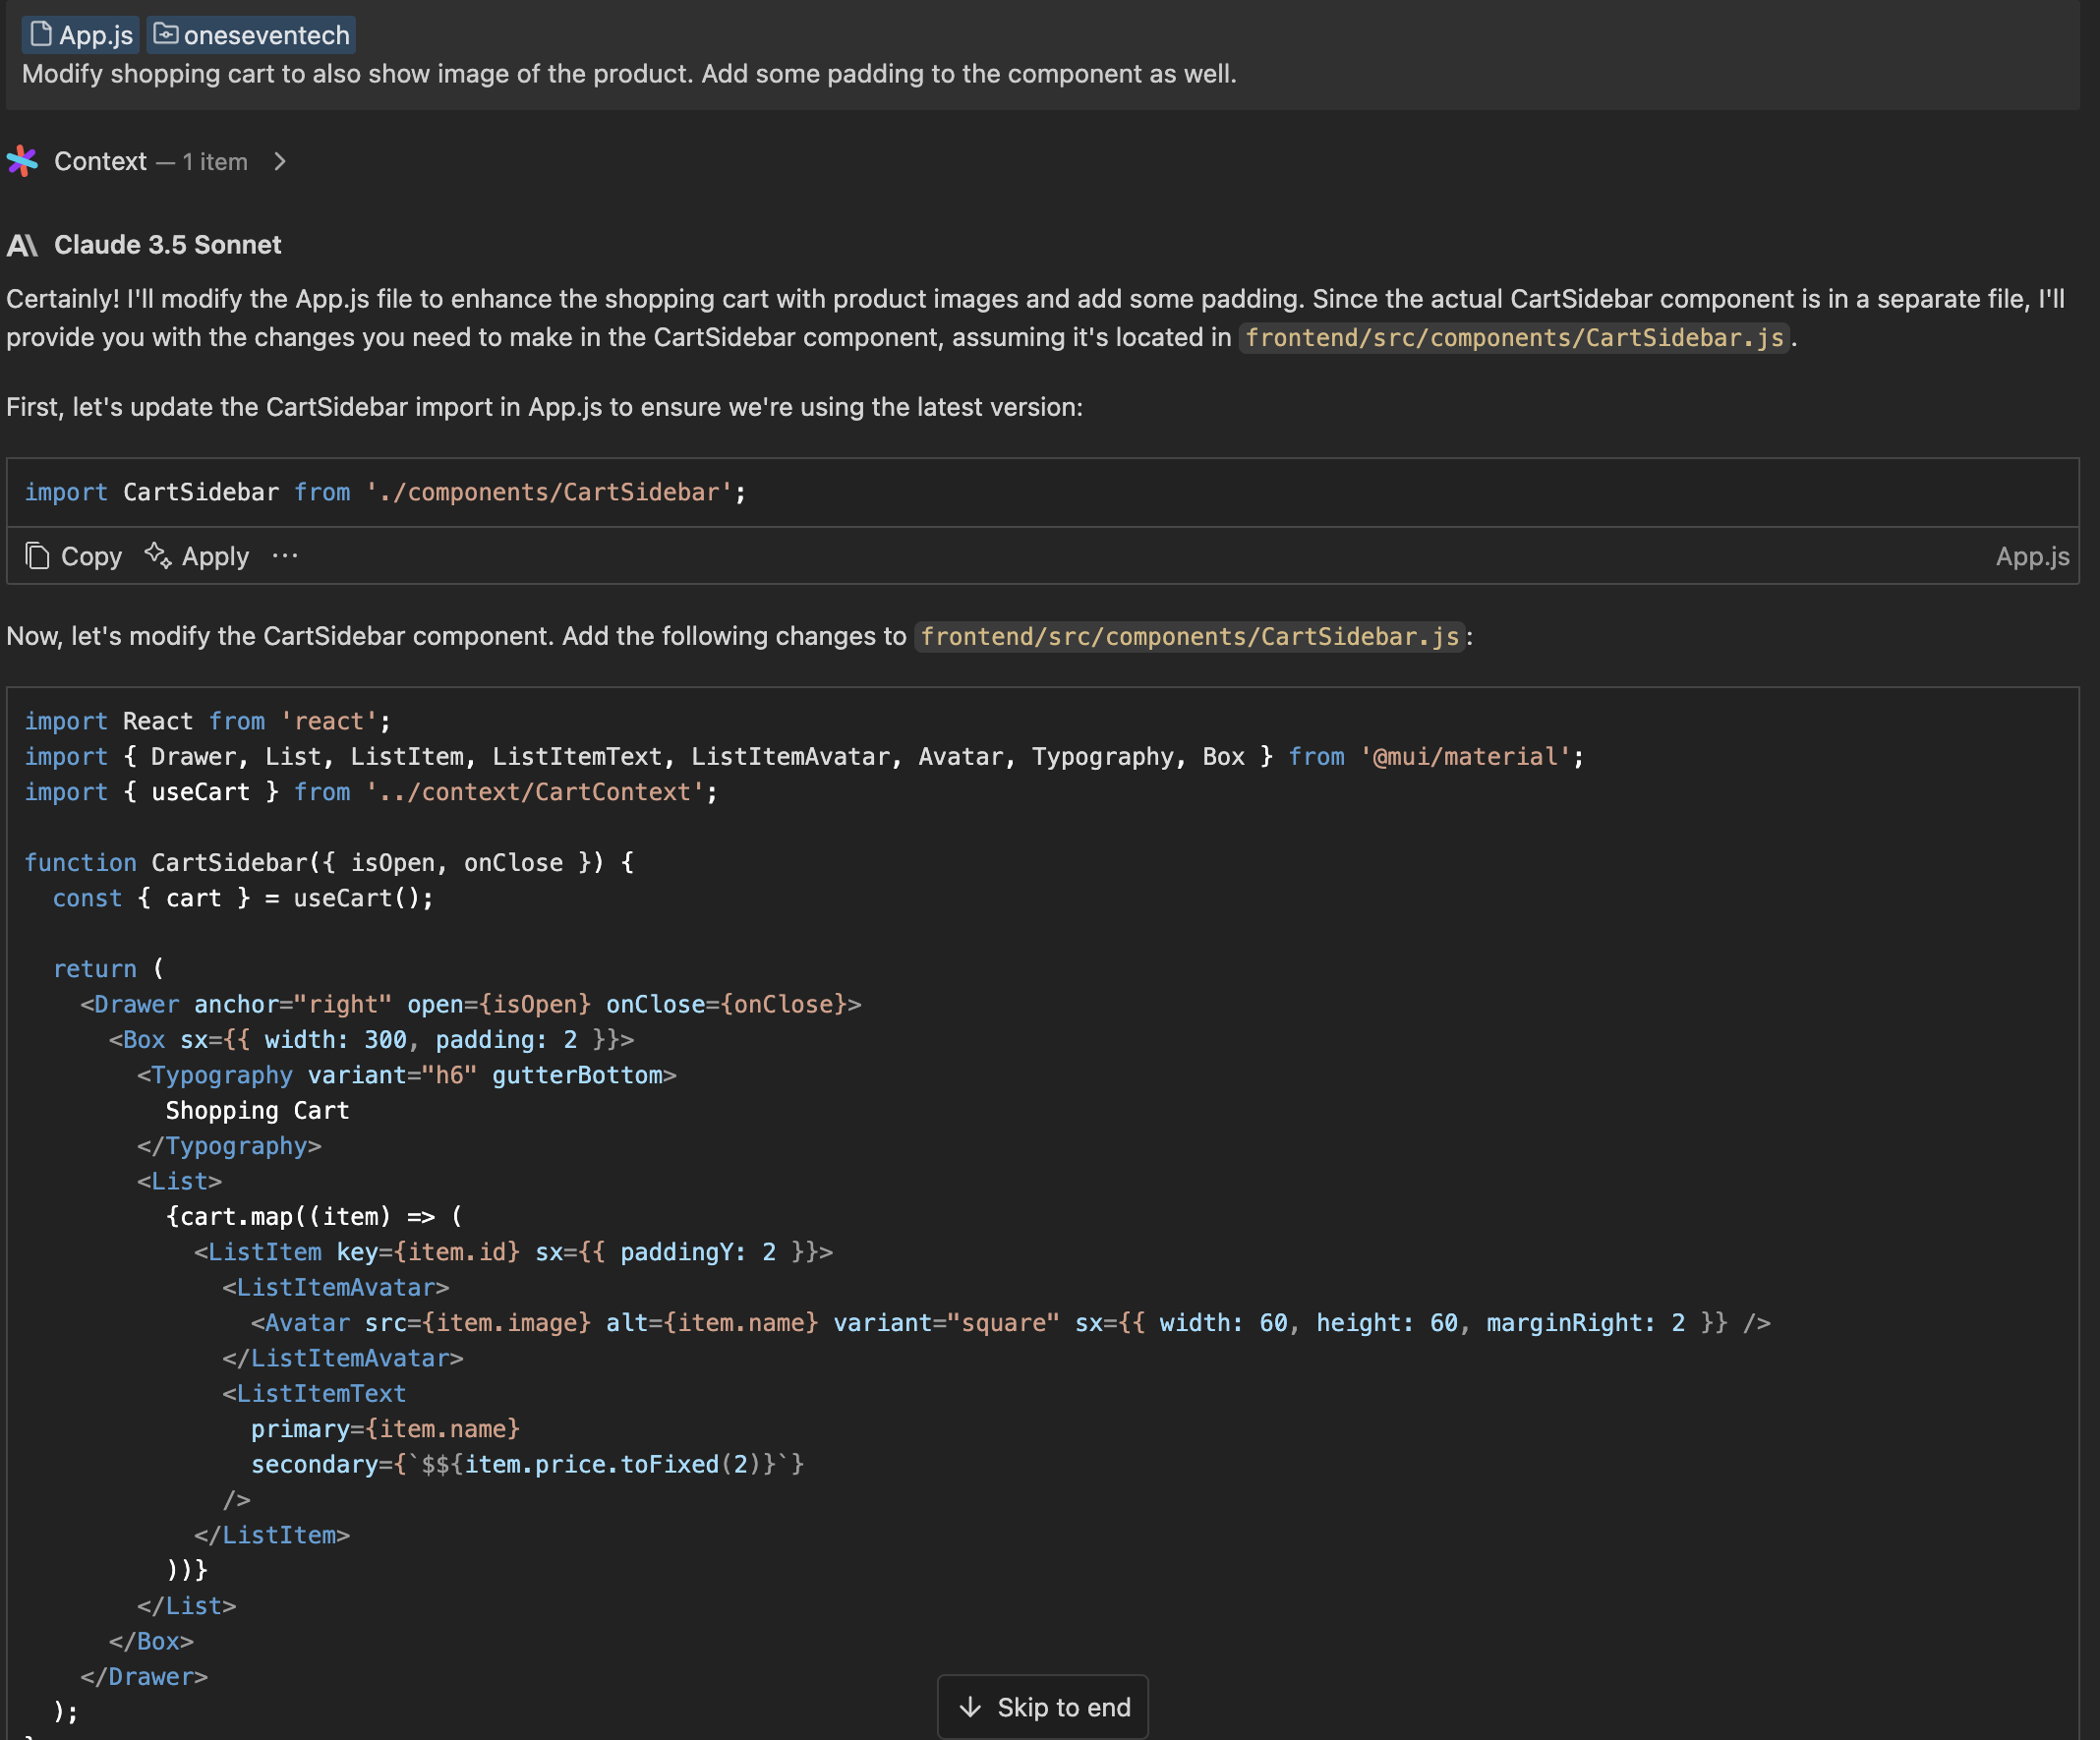 App.js oneseventech
Modify shopping cart to also show image of the product. Add some padding to the component as well.
Context — 1 item
Claude 3.5 Sonnet
Certainly! I'll modify the App.js file to enhance the shopping cart with product images and add some padding. Since the actual CartSidebar component is in a separate file, I'll
provide you with the changes you need to make in the CartSidebar component, assuming it's located in frontend/src/components/CartSidebar.js.
First, let's update the CartSidebar import in App.js to ensure we're using the latest version:
import CartSidebar from './components/CartSidebar';
Copy Apply ··· App.js
Now, let's modify the CartSidebar component. Add the following changes to frontend/src/components/CartSidebar.js:
import React from 'react';
import { Drawer, List, ListItem, ListItemText, ListItemAvatar, Avatar, Typography, Box } from '@mui/material';
import { useCart } from '../context/CartContext';
function CartSidebar({ isOpen, onClose }) {
  const { cart } = useCart();
  return (
    <Drawer anchor="right" open={isOpen} onClose={onClose}>
      <Box sx={{ width: 300, padding: 2 }}>
        <Typography variant="h6" gutterBottom>
          Shopping Cart
        </Typography>
        <List>
          {cart.map((item) => (
            <ListItem key={item.id} sx={{ paddingY: 2 }}>
              <ListItemAvatar>
                <Avatar src={item.image} alt={item.name} variant="square" sx={{ width: 60, height: 60, marginRight: 2 }} />
              </ListItemAvatar>
              <ListItemText
                primary={item.name}
                secondary={`$${item.price.toFixed(2)}`}
              />
            </ListItem>
          ))}
        </List>
      </Box>
    </Drawer>
  );
Skip to end